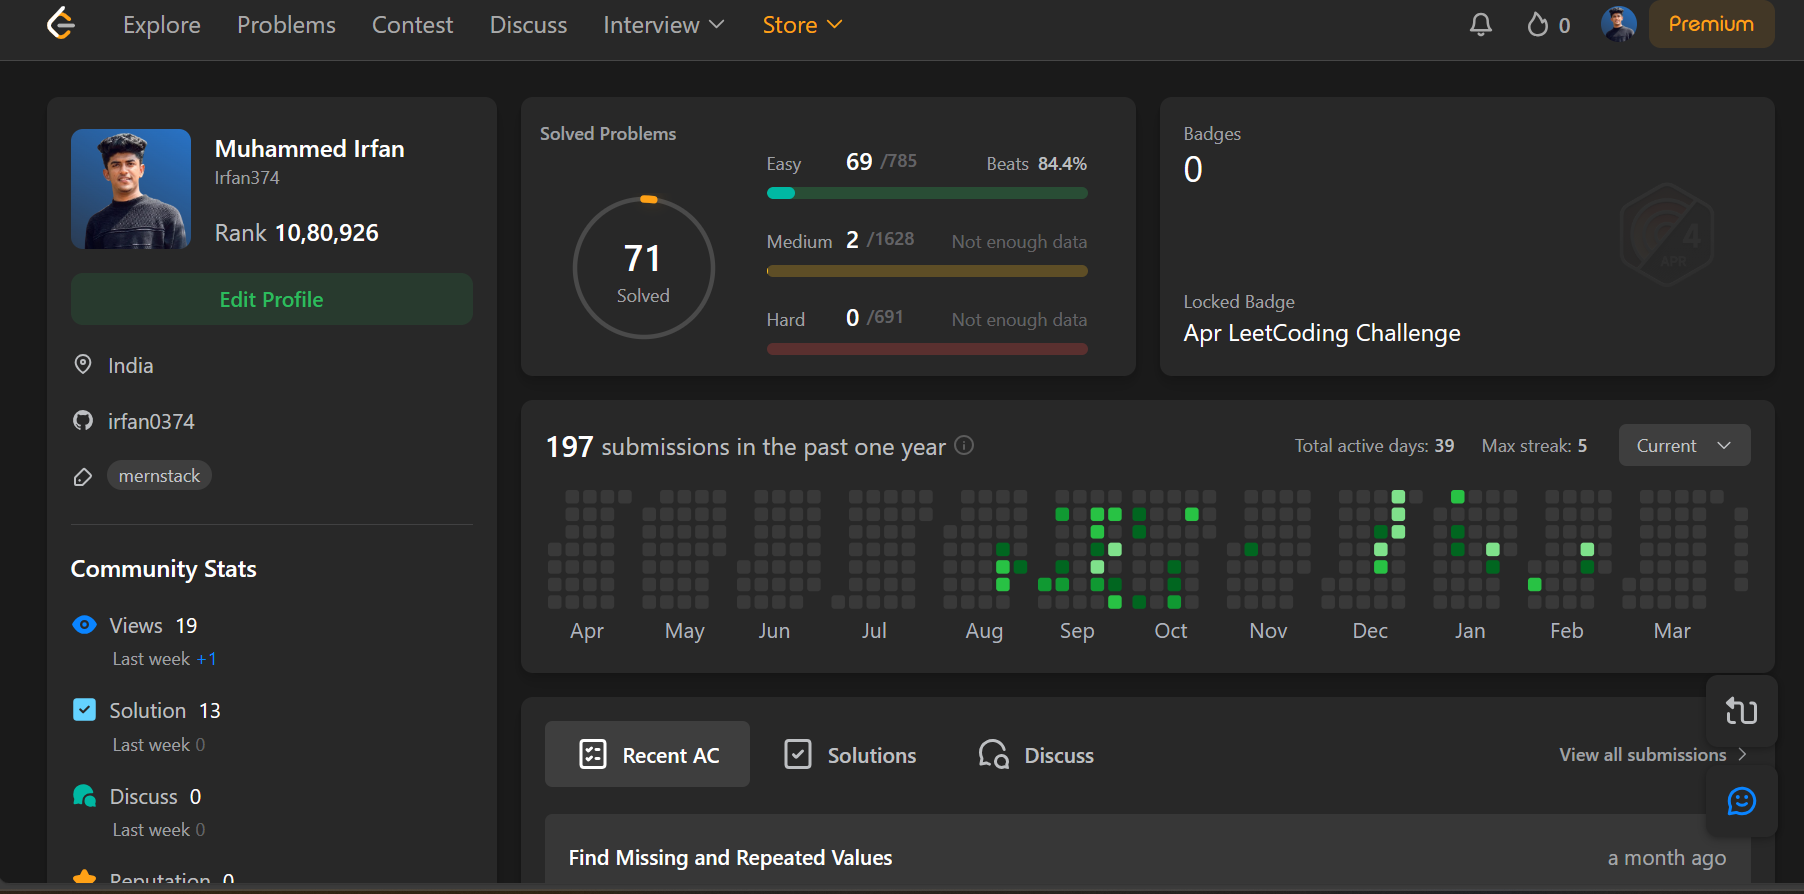 Explore Problems Contest Discuss Interview Store 0 Premium
Muhammed Irfan
Irfan374
Rank 10,80,926
Edit Profile
India
irfan0374
mernstack
Community Stats
Views 19
Last week +1
Solution 13
Last week 0
Discuss 0
Last week 0
Reputation 0
Solved Problems
71
Solved
Easy 69 /785 Beats 84.4%
Medium 2 /1628 Not enough data
Hard 0 /691 Not enough data
Badges
0
4
APR
Locked Badge
Apr LeetCoding Challenge
197 submissions in the past one year Total active days: 39 Max streak: 5 Current
Apr May Jun Jul Aug Sep Oct Nov Dec Jan Feb Mar
Recent AC Solutions Discuss View all submissions
Find Missing and Repeated Values a month ago